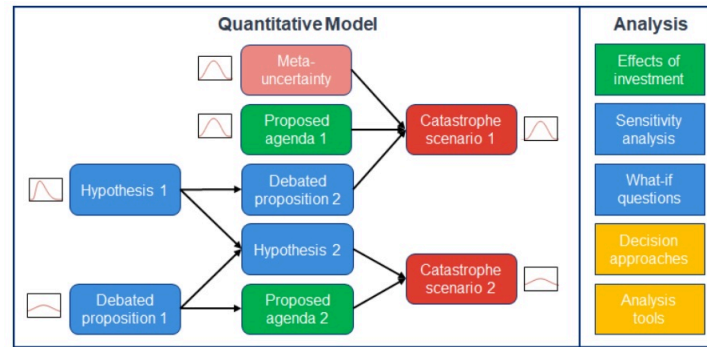 Quantitative Model
Analysis
Meta-
uncertainty
Proposed
agenda 1
Catastrophe
scenario 1
Hypothesis 1
Debated
proposition 2
Hypothesis 2
Debated
proposition 1
Proposed
agenda 2
Catastrophe
scenario 2
Effects of
investment
Sensitivity
analysis
What-if
questions
Decision
approaches
Analysis
tools